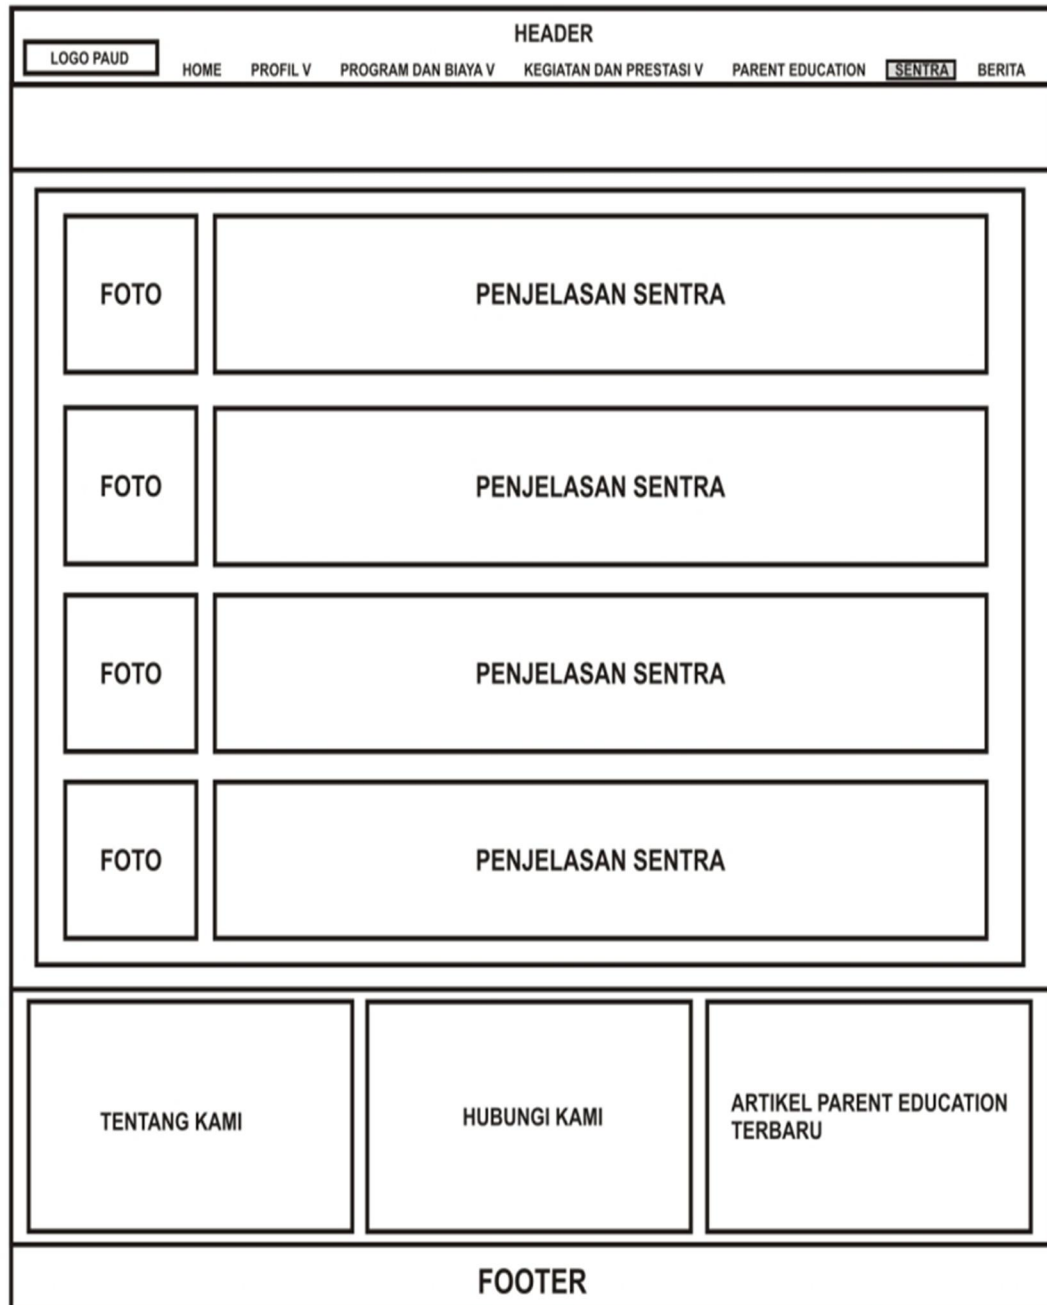 HEADER
LOGO PAUD
HOME PROFIL V PROGRAM DAN BIAYA V KEGIATAN DAN PRESTASI V PARENT EDUCATION SENTRA BERITA
FOTO PENJELASAN SENTRA
FOTO PENJELASAN SENTRA
FOTO PENJELASAN SENTRA
FOTO PENJELASAN SENTRA
TENTANG KAMI
HUBUNGI KAMI
ARTIKEL PARENT EDUCATION
TERBARU
FOOTER